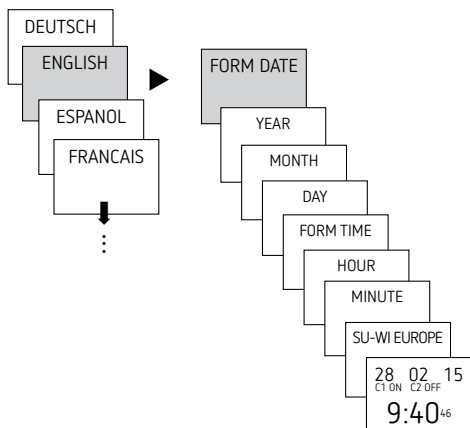 DEUTSCH
ENGLISH
ESPANOL
FRANCAIS
FORM DATE
YEAR
MONTH
DAY
FORM TIME
HOUR
MINUTE
SU-WI EUROPE
28 02 15
C1 ON C2 OFF
9:40 46